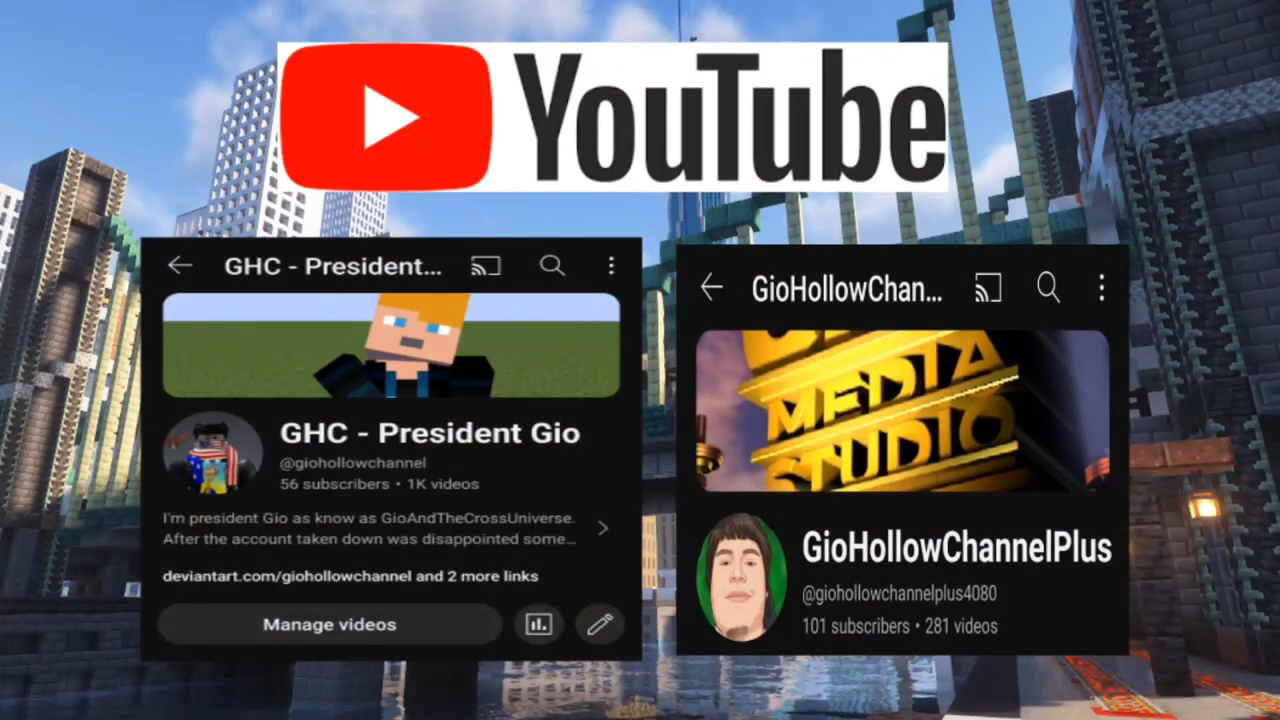 YouTube
GHC - President...
GHC - President Gio
@giohollowchannel
56 subscribers • 1K videos
I'm president Gio as know as GioAndTheCrossUniverse.
After the account taken down was disappointed some...
deviantart.com/giohollowchannel and 2 more links
Manage videos
GioHollowChan...
MEDIA
STUDIO
GioHollowChannelPlus
@giohollowchannelplus4080
101 subscribers • 281 videos